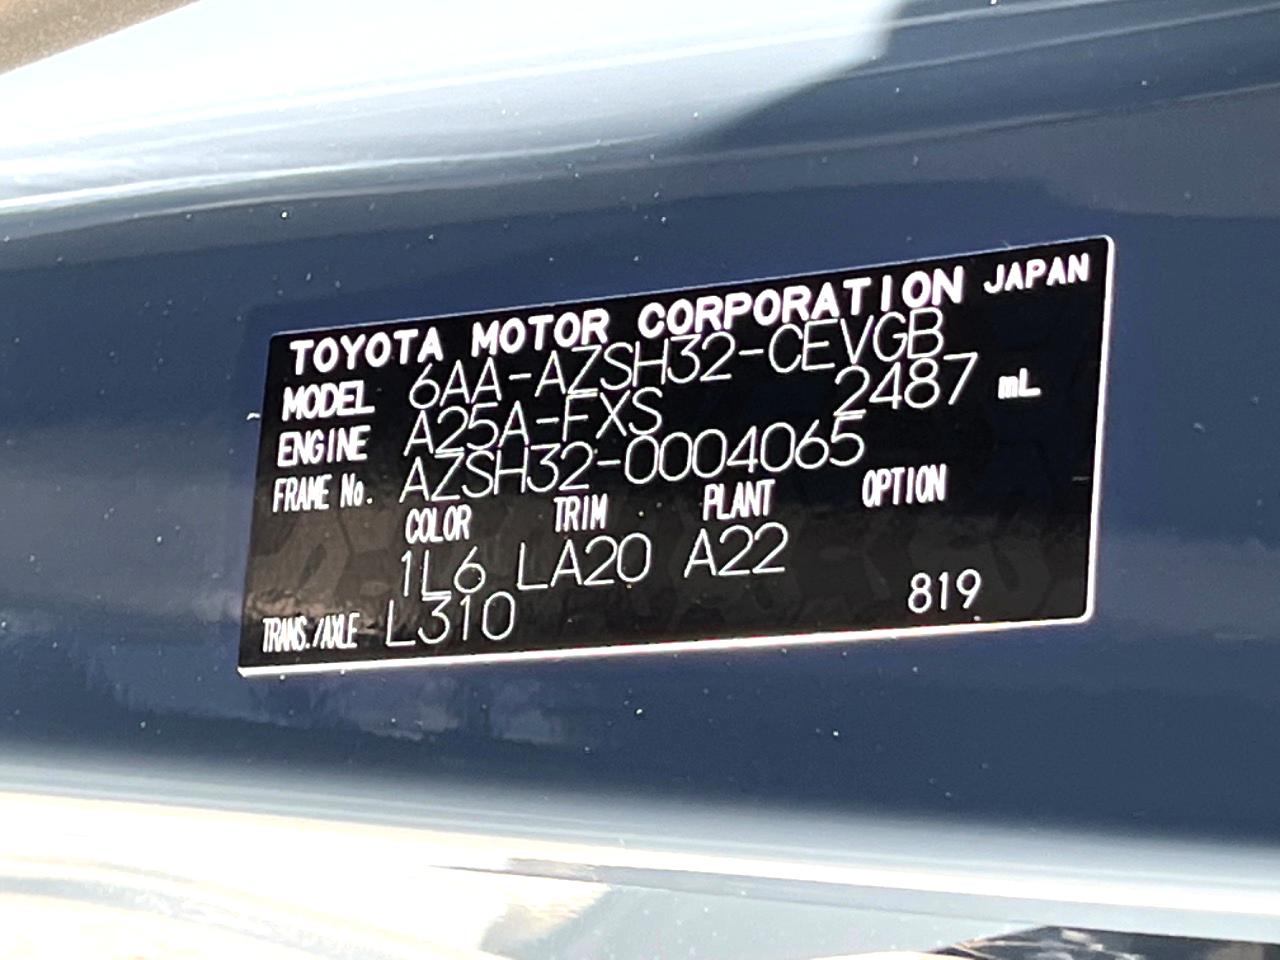 TOYOTA MOTOR CORPORATION JAPAN
MODEL 6AA-AZSH32-CEVGB
ENGINE A25A-FXS 2487 mL
FRAME No. AZSH32-0004065
COLOR TRIM PLANT OPTION
1L6 LA20 A22
TRANS./AXLE L310 819